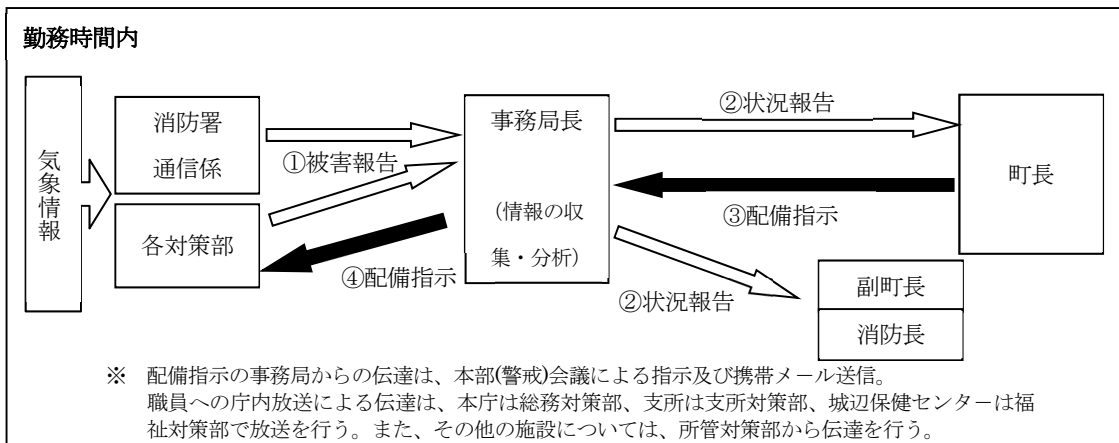 勤務時間内
気象情報
消防署
通信係
各対策部
①被害報告
④配備指示
事務局長
(情報の収
集・分析)
②状況報告
③配備指示
②状況報告
町長
副町長
消防長
※　配備指示の事務局からの伝達は、本部(警戒)会議による指示及び携帯メール送信。
職員への庁内放送による伝達は、本庁は総務対策部、支所は支所対策部、城辺保健センターは福
祉対策部で放送を行う。また、その他の施設については、所管対策部から伝達を行う。